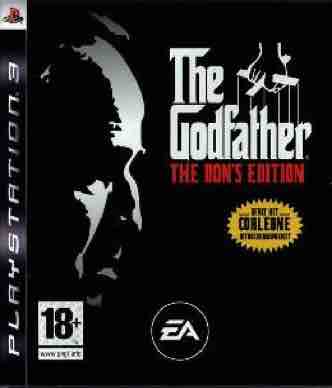 PLAYSTATION 3
The
Godfather
THE DON'S EDITION
CORLEONE
18+
www.pegi.info
EA